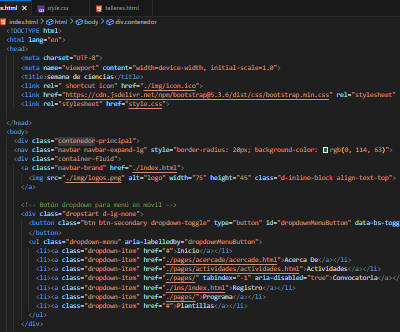 index.html
style.css
talleres.html
index.html > html > body > div.contenedor
<!DOCTYPE html>
<html lang="en">
<head>
<meta charset="UTF-8">
<meta name="viewport" content="width=device-width, initial-scale=1.0">
<title>semana de ciencias</title>
<link rel=" shortcut icon" href="./img/icon.ico">
<link href="https://cdn.jsdelivr.net/npm/bootstrap@5.3.6/dist/css/bootstrap.min.css" rel="stylesheet"
<link rel="stylesheet" href="style.css">
</head>
<body>
<div class="contenedor-principal">
<nav class="navbar navbar-expand-lg" style="border-radius: 20px; background-color: rgb(0, 114, 63)">
<div class="container-fluid">
<a class="navbar-brand" href="./index.html">
<img src="./img/logos.png" alt="logo" width="75" height="45" class="d-inline-block align-text-top">
</a>
<!-- Botón dropdown para menú en móvil -->
<div class="dropstart d-lg-none">
<button class="btn btn-secondary dropdown-toggle" type="button" id="dropdownMenuButton" data-bs-togg
</button>
<ul class="dropdown-menu" aria-labelledby="dropdownMenuButton">
<li><a class="dropdown-item" href="#">Inicio</a></li>
<li><a class="dropdown-item" href="./pages/acercade/acercade.html">Acerca De</a></li>
<li><a class="dropdown-item" href="./pages/actividades/actividades.html">Actividades</a></li>
<li><a class="dropdown-item" href="./pages/" tabindex="-1" aria-disabled="true">Convocatoria</a></li>
<li><a class="dropdown-item" href="./ins/index.html">Registro</a></li>
<li><a class="dropdown-item" href="./pages/">Programa</a></li>
<li><a class="dropdown-item" href="#">Plantillas</a></li>
</ul>
</div>